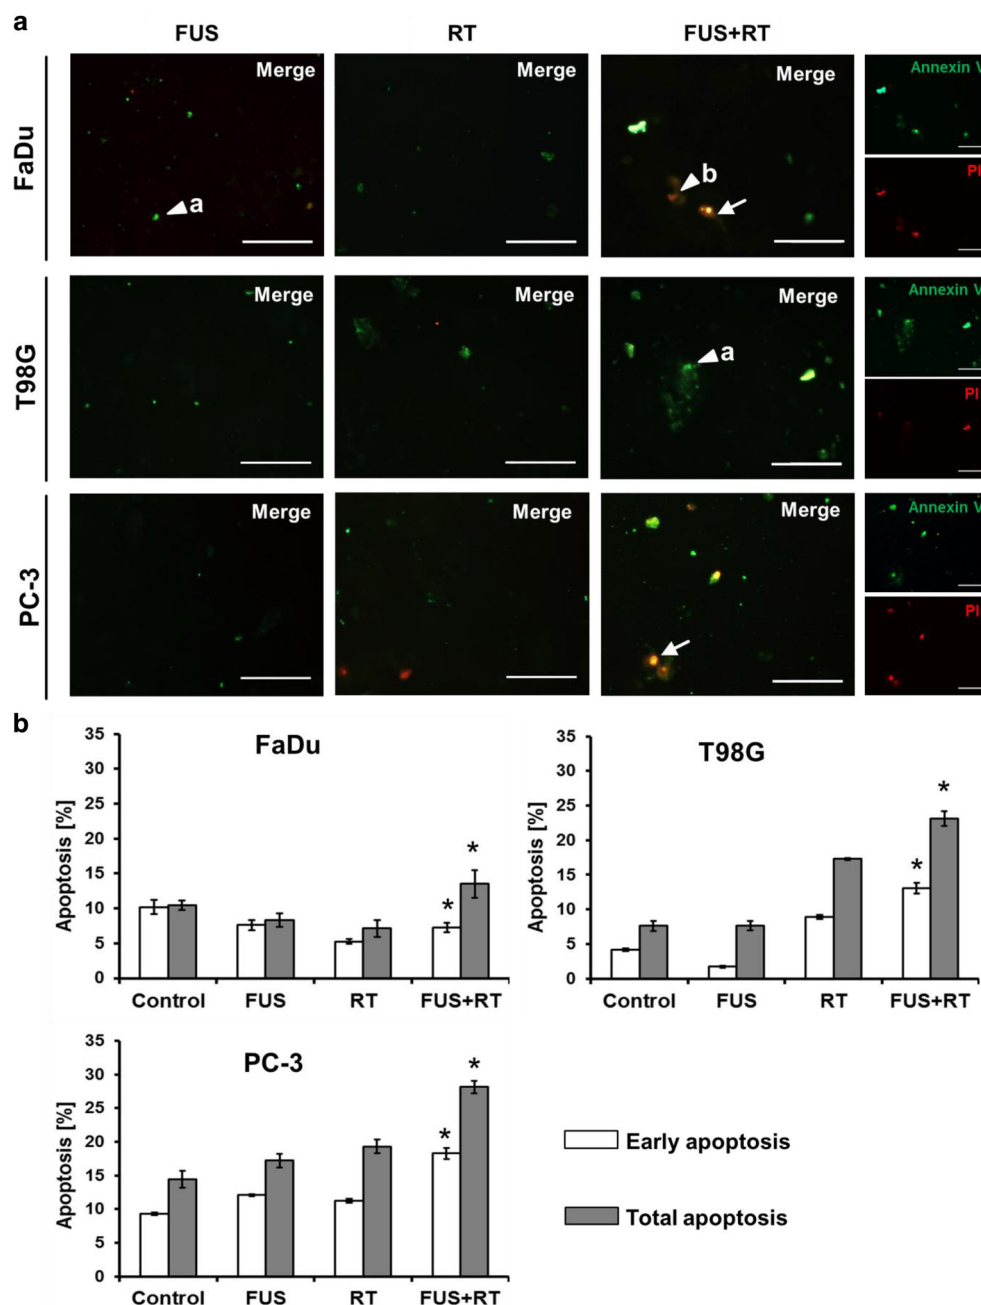 a
FUS RT FUS+RT
FaDu
Merge Merge Merge Annexin V
a b PI
T98G
Merge Merge Merge Annexin V
a PI
PC-3
Merge Merge Merge Annexin V
PI
b
FaDu
Apoptosis [%]
35
30
25
20
15
10
5
0
* *
Control FUS RT FUS+RT
T98G
Apoptosis [%]
35
30
25
20
15
10
5
0
* *
Control FUS RT FUS+RT
PC-3
Apoptosis [%]
35
30
25
20
15
10
5
0
* *
Control FUS RT FUS+RT
Early apoptosis
Total apoptosis